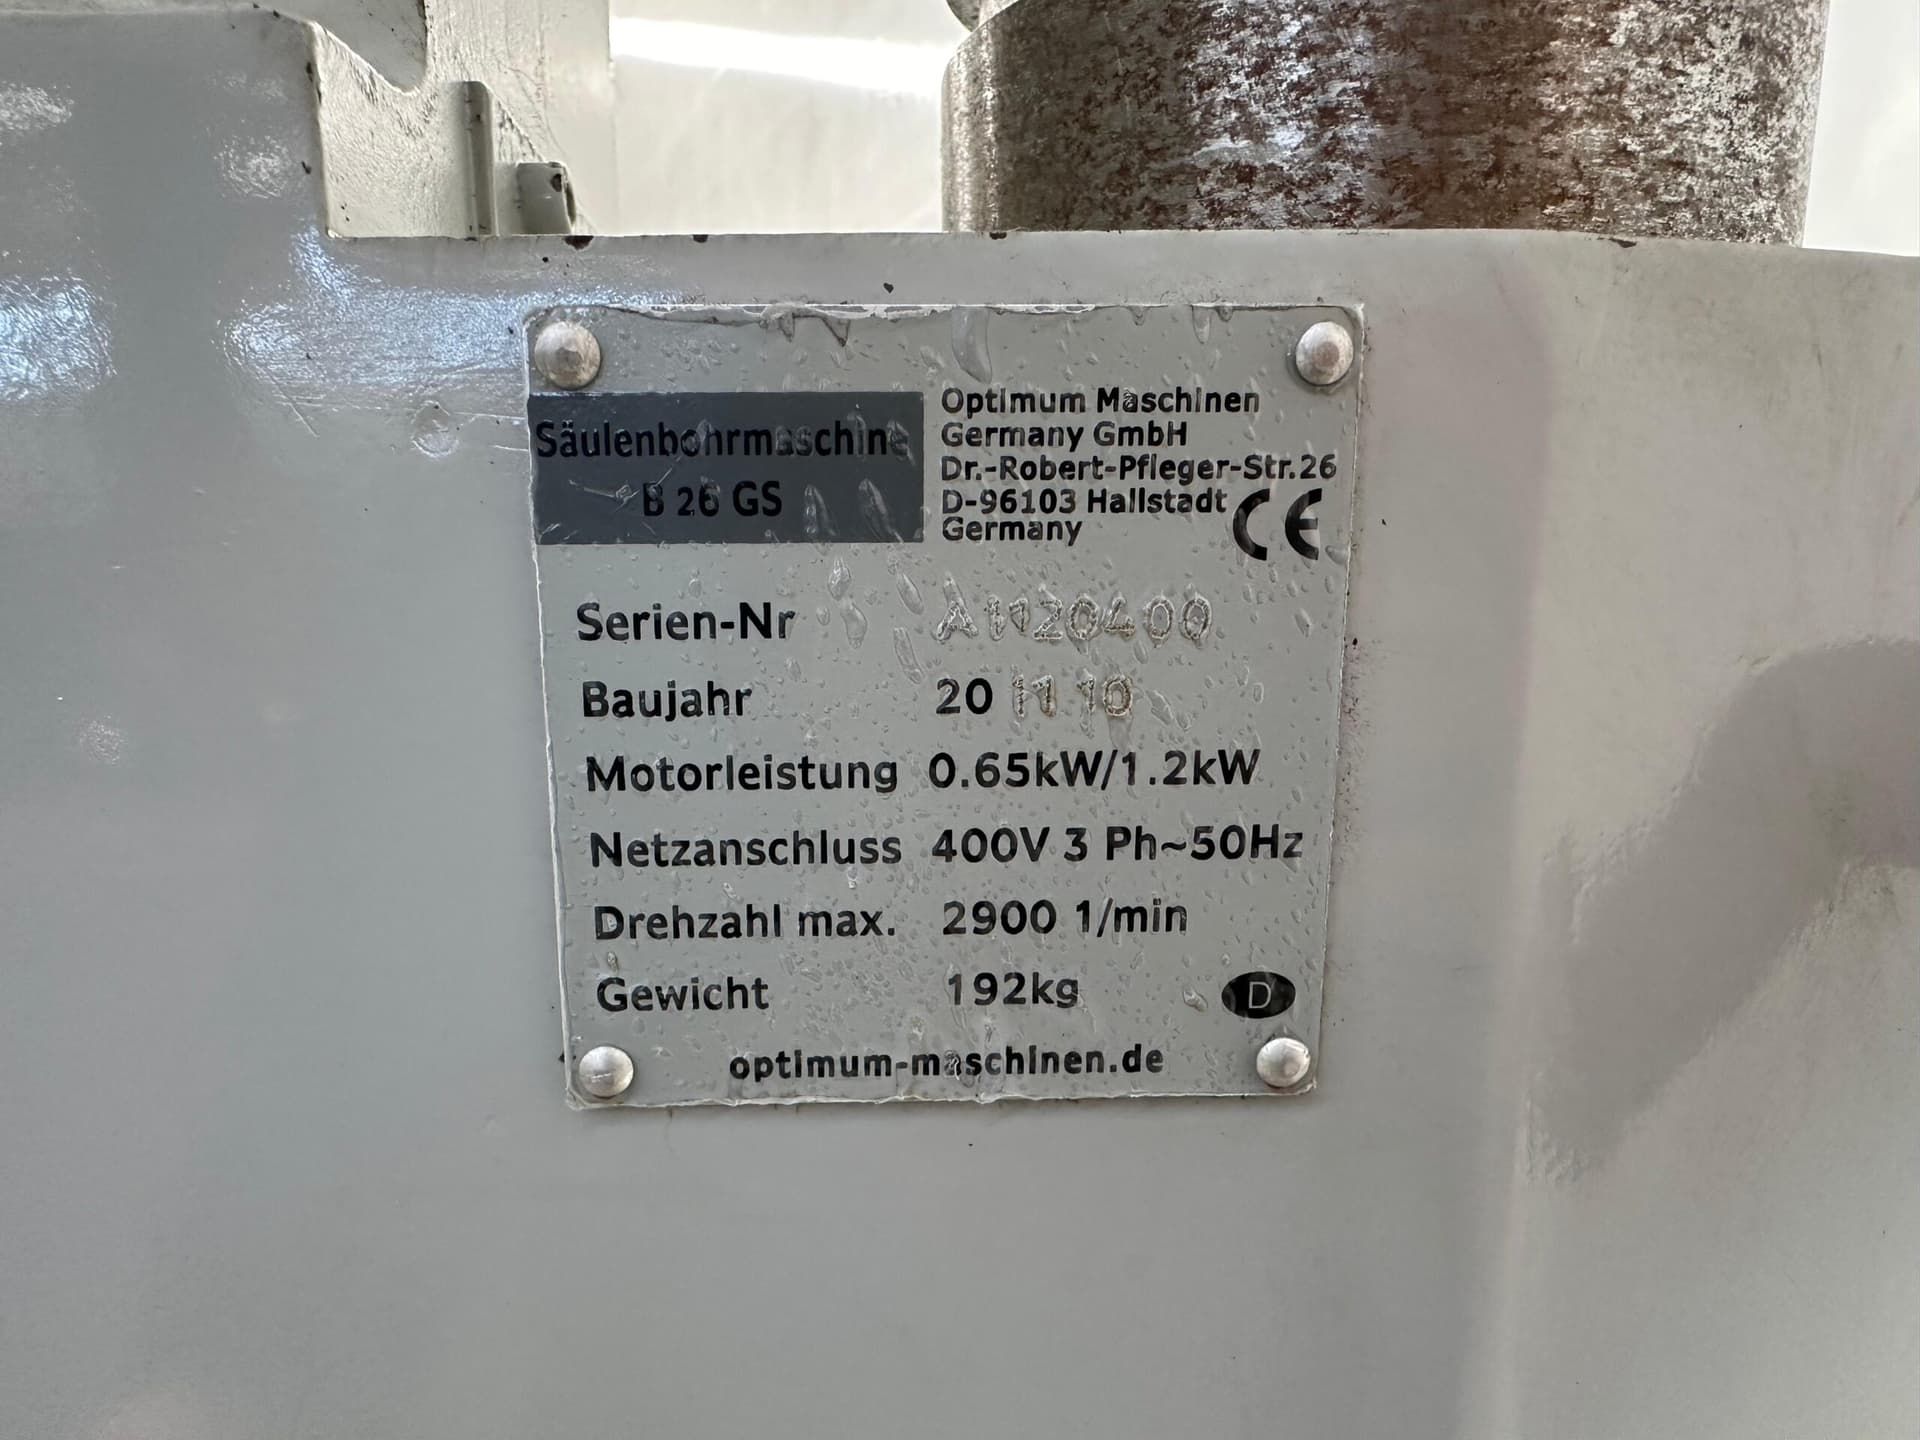 Säulenbohrmaschine
B 26 GS
Optimum Maschinen
Germany GmbH
Dr.-Robert-Pfleger-Str.26
D-96103 Hallstadt
Germany
CE
Serien-Nr A1120400
Baujahr 20 11 10
Motorleistung 0.65kW/1.2kW
Netzanschluss 400V 3 Ph~50Hz
Drehzahl max. 2900 1/min
Gewicht 192kg
D
optimum-maschinen.de